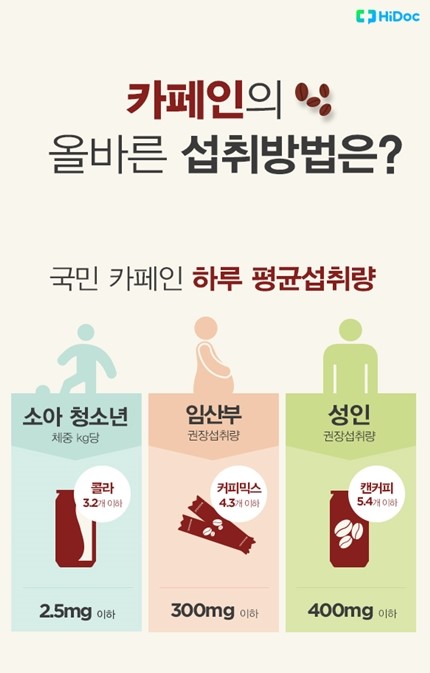 HiDoc
카페인의
올바른 섭취방법은?
국민 카페인 하루 평균섭취량
소아 청소년
체중 kg당
콜라
3.2개 이하
2.5mg 이하
임산부
권장섭취량
커피믹스
4.3개 이하
300mg 이하
성인
권장섭취량
캔커피
5.4개 이하
400mg 이하